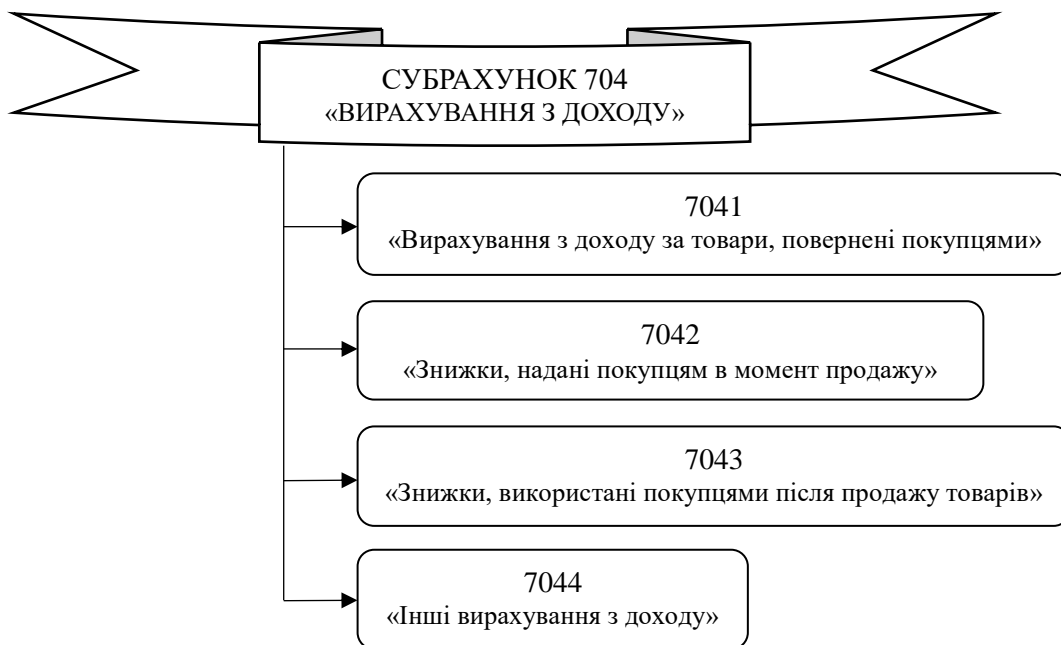 СУБРАХУНОК 704
«ВИРАХУВАННЯ З ДОХОДУ»
7041
«Вирахування з доходу за товари, повернені покупцями»
7042
«Знижки, надані покупцям в момент продажу»
7043
«Знижки, використані покупцями після продажу товарів»
7044
«Інші вирахування з доходу»